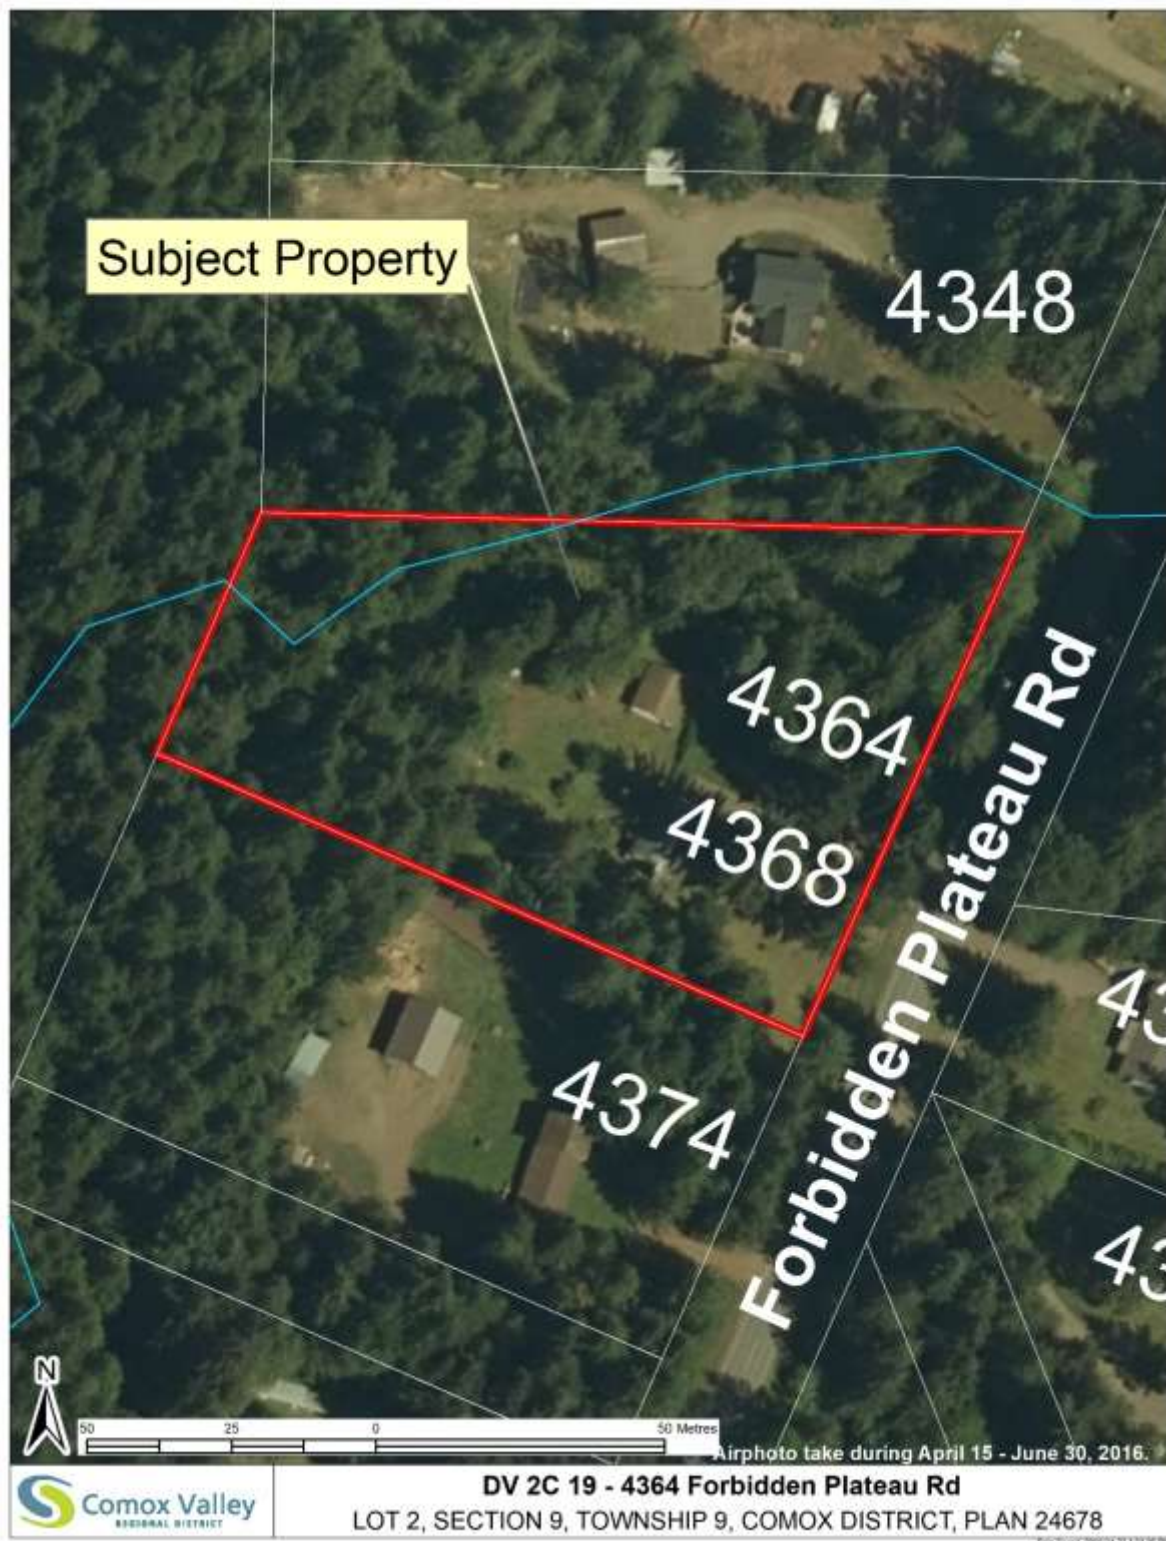 Subject Property
4348
4364
4368
Forbidden Plateau Rd
43
4374
43
N
50 25 0 50 Metres
Airphoto take during April 15 - June 30, 2016.
Comox Valley
REGIONAL DISTRICT
DV 2C 19 - 4364 Forbidden Plateau Rd
LOT 2, SECTION 9, TOWNSHIP 9, COMOX DISTRICT, PLAN 24678